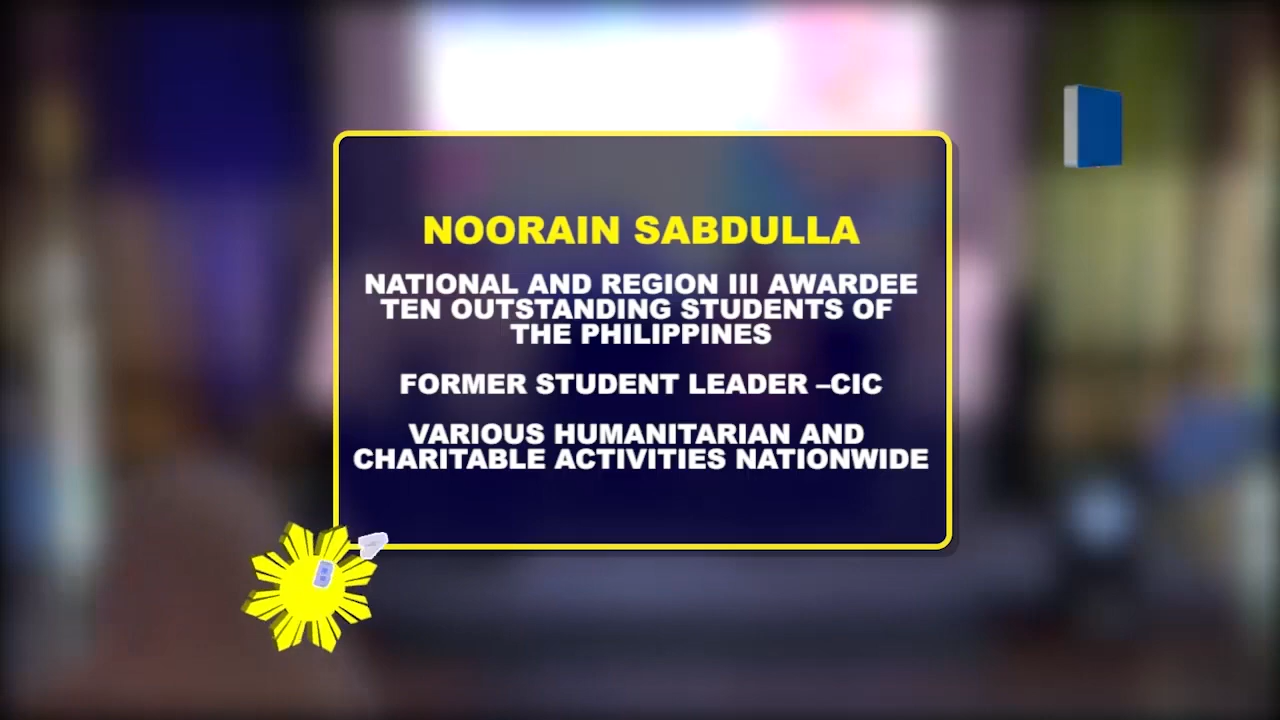 NOORAIN SABDULLA
NATIONAL AND REGION III AWARDEE
TEN OUTSTANDING STUDENTS OF
THE PHILIPPINES
FORMER STUDENT LEADER –CIC
VARIOUS HUMANITARIAN AND
CHARITABLE ACTIVITIES NATIONWIDE